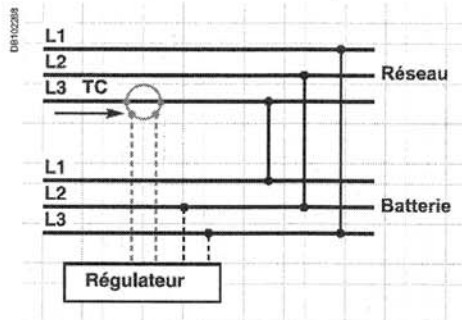 DB102268
L1
L2
Réseau
L3 TC
L1
L2
Batterie
L3
Régulateur